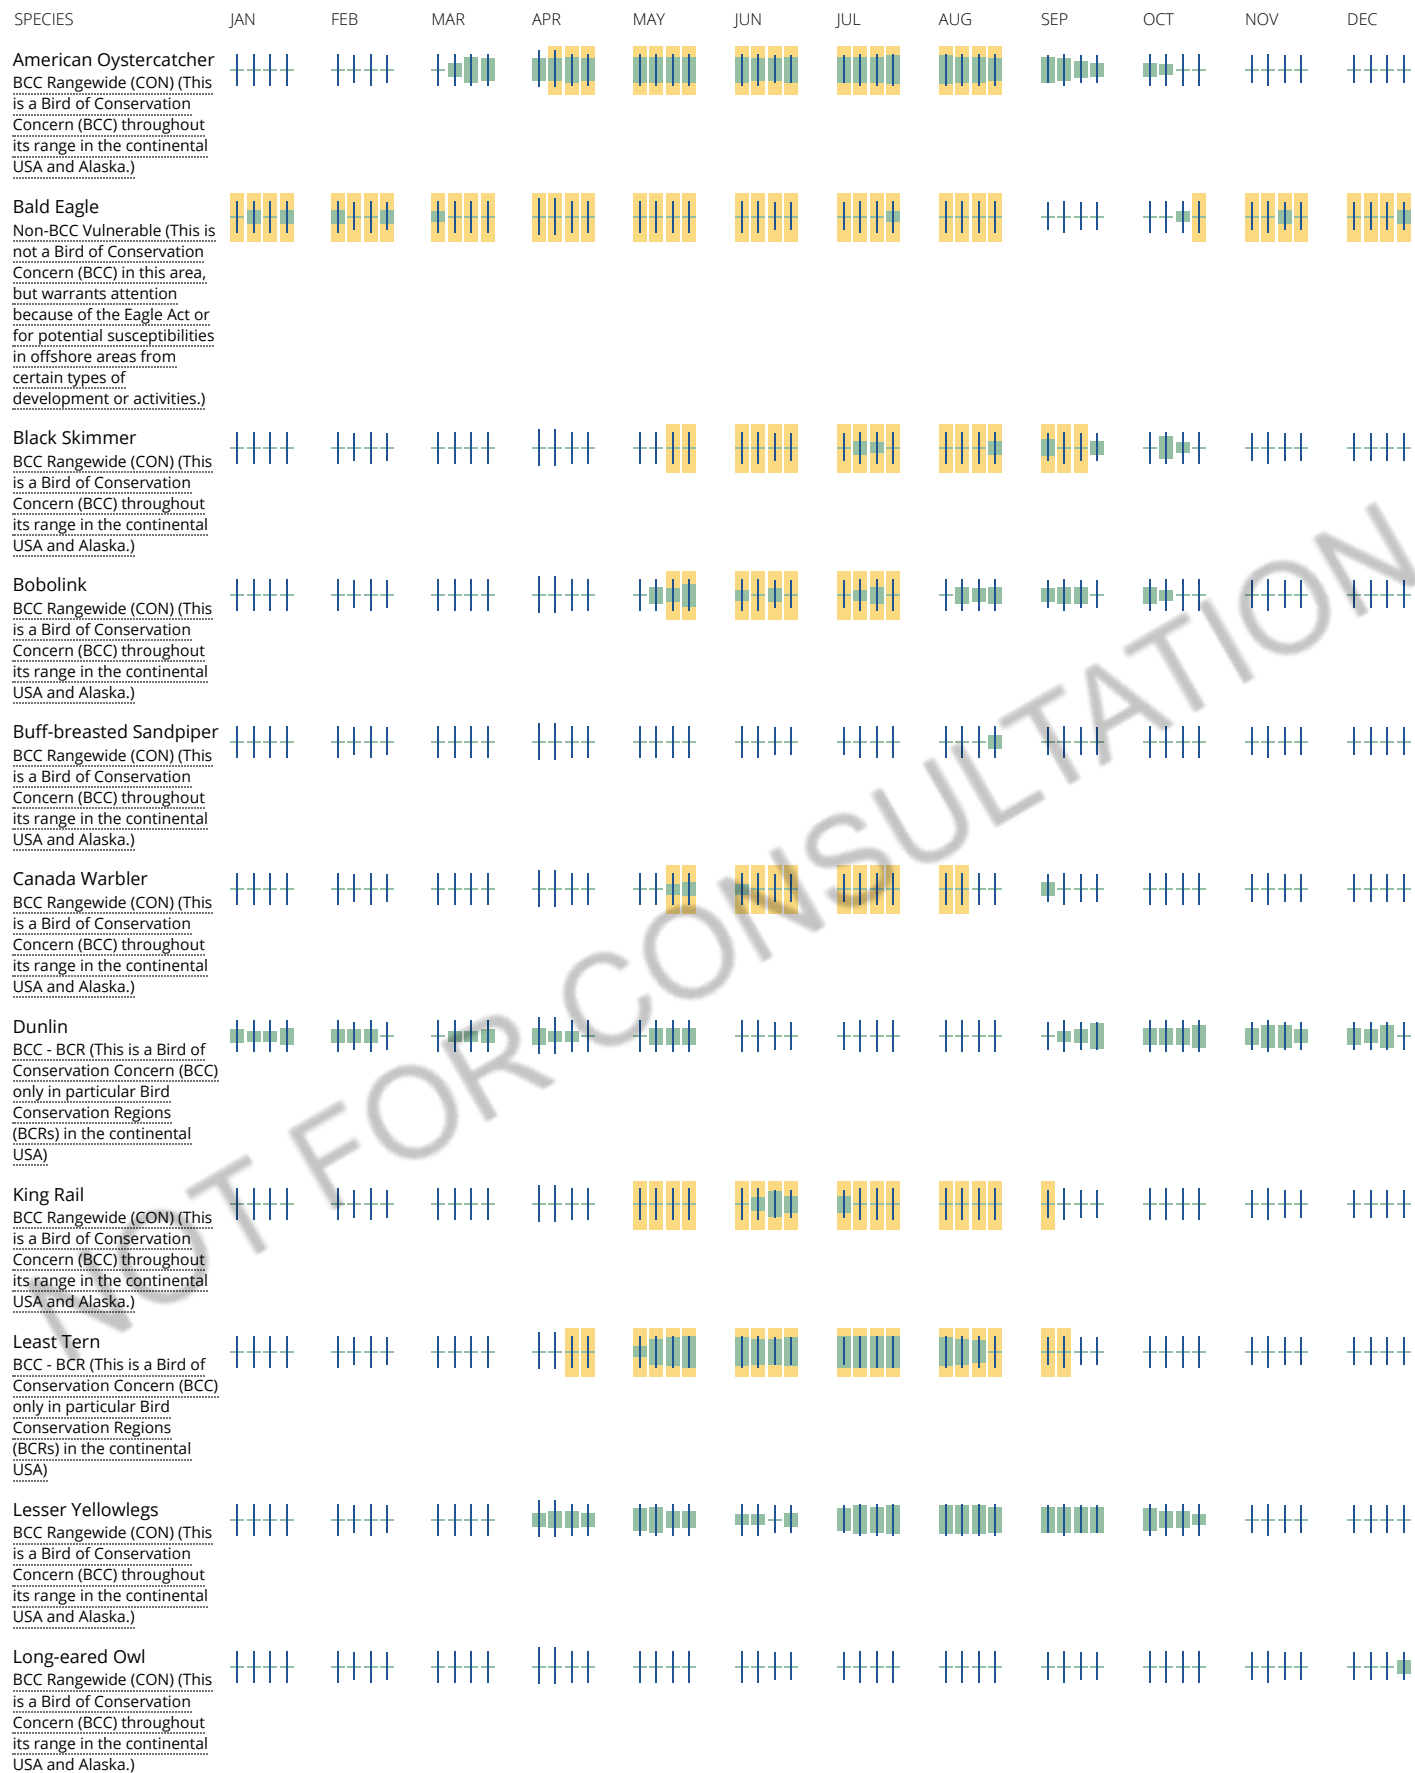 SPECIES JAN FEB MAR APR MAY JUN JUL AUG SEP OCT NOV DEC
American Oystercatcher
BCC Rangewide (CON) (This
is a Bird of Conservation
Concern (BCC) throughout
its range in the continental
USA and Alaska.)
Bald Eagle
Non-BCC Vulnerable (This is
not a Bird of Conservation
Concern (BCC) in this area,
but warrants attention
because of the Eagle Act or
for potential susceptibilities
in offshore areas from
certain types of
development or activities.)
Black Skimmer
BCC Rangewide (CON) (This
is a Bird of Conservation
Concern (BCC) throughout
its range in the continental
USA and Alaska.)
Bobolink
BCC Rangewide (CON) (This
is a Bird of Conservation
Concern (BCC) throughout
its range in the continental
USA and Alaska.)
Buff-breasted Sandpiper
BCC Rangewide (CON) (This
is a Bird of Conservation
Concern (BCC) throughout
its range in the continental
USA and Alaska.)
Canada Warbler
BCC Rangewide (CON) (This
is a Bird of Conservation
Concern (BCC) throughout
its range in the continental
USA and Alaska.)
Dunlin
BCC - BCR (This is a Bird of
Conservation Concern (BCC)
only in particular Bird
Conservation Regions
(BCRs) in the continental
USA)
King Rail
BCC Rangewide (CON) (This
is a Bird of Conservation
Concern (BCC) throughout
its range in the continental
USA and Alaska.)
Least Tern
BCC - BCR (This is a Bird of
Conservation Concern (BCC)
only in particular Bird
Conservation Regions
(BCRs) in the continental
USA)
Lesser Yellowlegs
BCC Rangewide (CON) (This
is a Bird of Conservation
Concern (BCC) throughout
its range in the continental
USA and Alaska.)
Long-eared Owl
BCC Rangewide (CON) (This
is a Bird of Conservation
Concern (BCC) throughout
its range in the continental
USA and Alaska.)
NOT FOR CONSULTATION